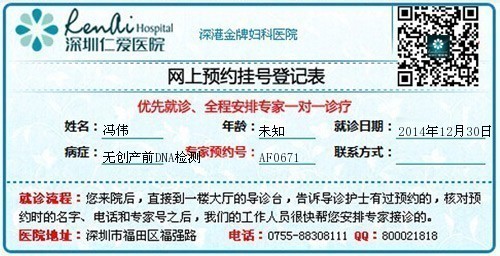 RenAi Hospital
深圳仁爱医院
深港金牌妇科医院
网上预约挂号登记表
优先就诊、全程安排专家一对一诊疗
姓名：冯伟 年龄：未知 就诊日期：2014年12月30日
病症：无创产前DNA检测 专家预约号：AF0671 联系方式：
就诊流程：您来院后，直接到一楼大厅的导诊台，告诉导诊护士有过预约的，核对预
约时的名字、电话和专家号之后，我们的工作人员很快帮您安排专家接诊的。
医院地址：深圳市福田区福强路 电话：0755-88308111 QQ：800021818